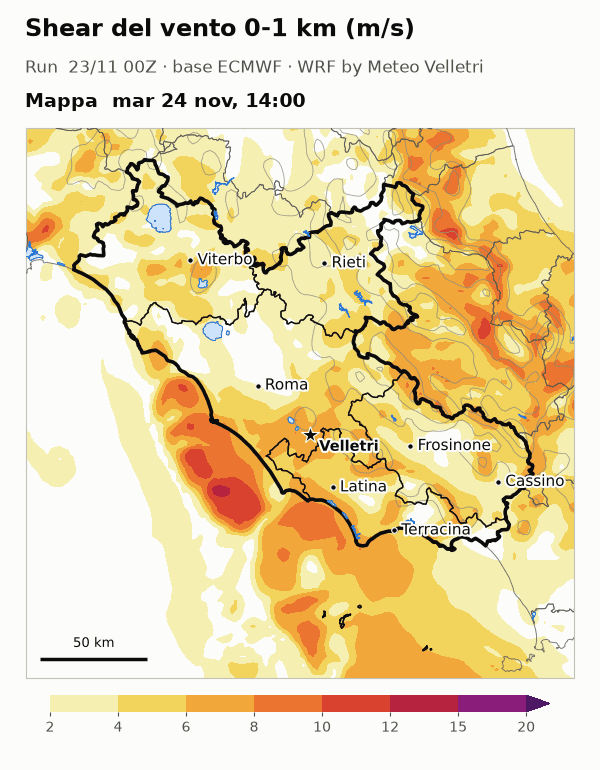 Shear del vento 0-1 km (m/s)
Run  23/11 00Z · base ECMWF · WRF by Meteo Velletri
Mappa  mar 24 nov, 14:00
Viterbo
Rieti
Roma
Velletri
Frosinone
Cassino
Latina
Terracina
50 km
2 4 6 8 10 12 15 20